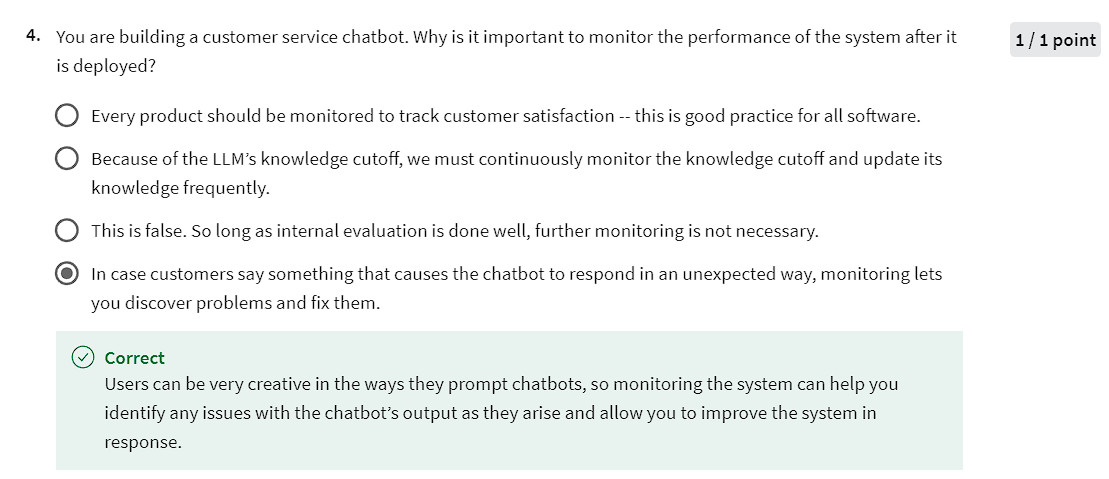 4. You are building a customer service chatbot. Why is it important to monitor the performance of the system after it
is deployed?
1 / 1 point
Every product should be monitored to track customer satisfaction -- this is good practice for all software.
Because of the LLM’s knowledge cutoff, we must continuously monitor the knowledge cutoff and update its
knowledge frequently.
This is false. So long as internal evaluation is done well, further monitoring is not necessary.
In case customers say something that causes the chatbot to respond in an unexpected way, monitoring lets
you discover problems and fix them.
Correct
Users can be very creative in the ways they prompt chatbots, so monitoring the system can help you
identify any issues with the chatbot’s output as they arise and allow you to improve the system in
response.